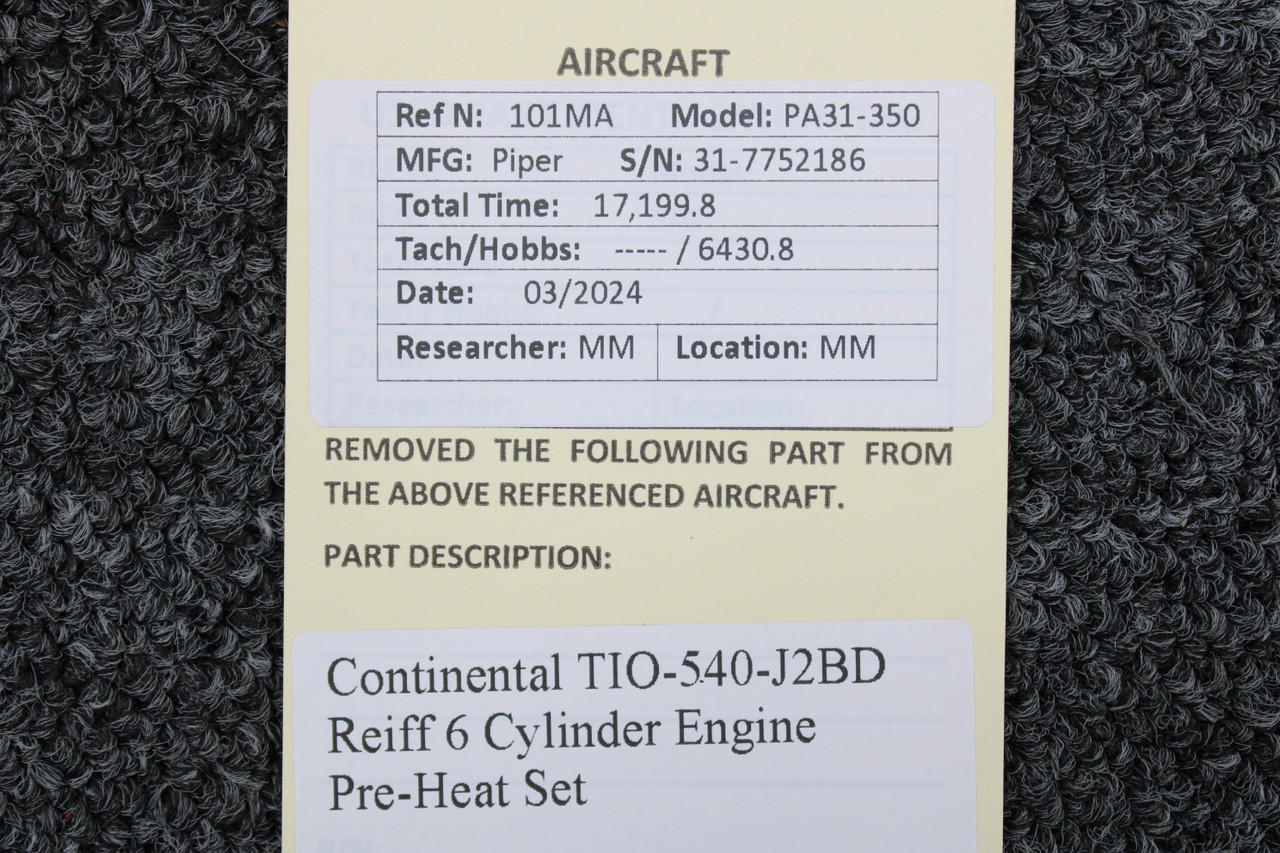 AIRCRAFT
Ref N: 101MA Model: PA31-350
MFG: Piper S/N: 31-7752186
Total Time: 17,199.8
Tach/Hobbs: ----- / 6430.8
Date: 03/2024
Researcher: MM Location: MM
REMOVED THE FOLLOWING PART FROM
THE ABOVE REFERENCED AIRCRAFT.
PART DESCRIPTION:
Continental TIO-540-J2BD
Reiff 6 Cylinder Engine
Pre-Heat Set
P/N: